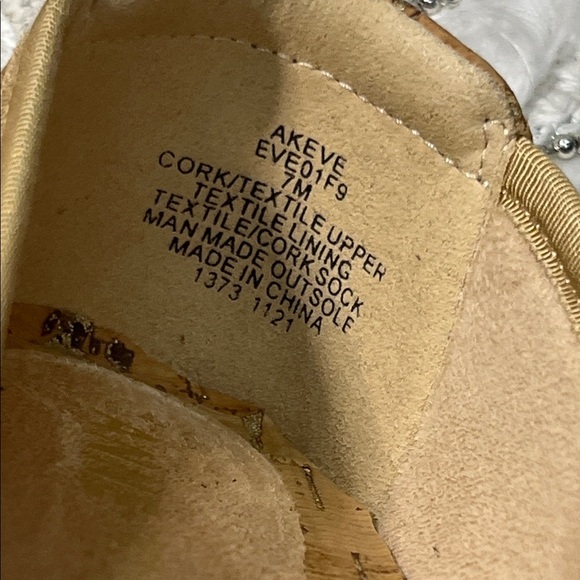 AKEVE
EVE01F9
7M
CORK/TEXTILE UPPER
TEXTILE LINING
TEXTILE/CORK SOCK
MAN MADE OUTSOLE
MADE IN CHINA
1373 1121